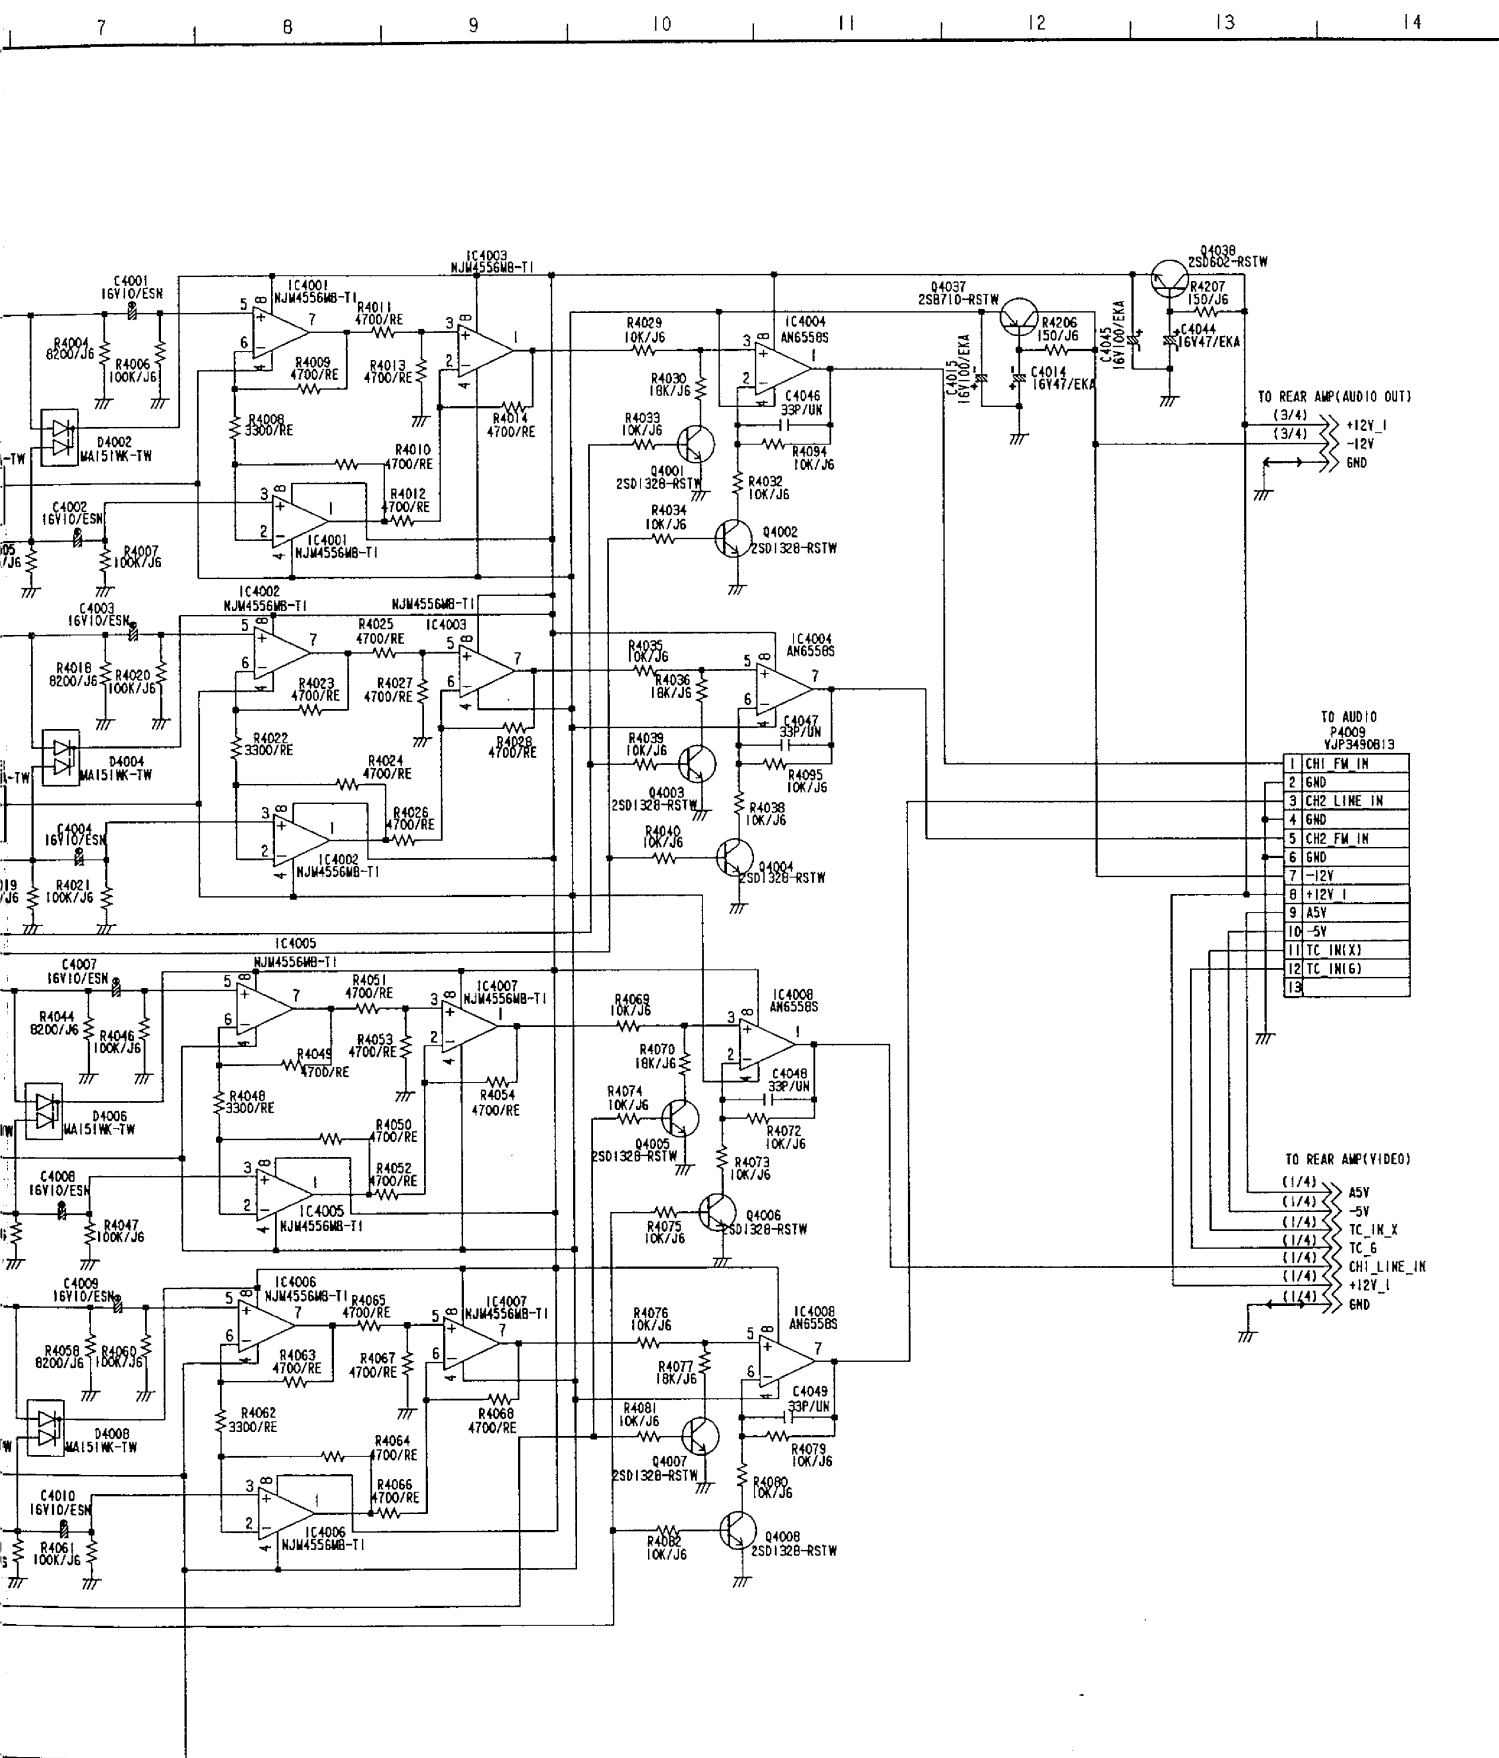 7 8 9 10 11 12 13 14
C4001
16V10/ESN
IC4001
NJM4556MB-T1
IC4003
NJM4556MB-T1
R4004
8200/J6
R4006
100K/J6
R4011
4700/RE
R4009
4700/RE
R4013
4700/RE
R4008
3300/RE
R4014
4700/RE
D4002
MA151WK-TW
R4010
4700/RE
R4012
4700/RE
C4002
16V10/ESN
R4007
100K/J6
IC4001
NJM4556MB-T1
R4029
10K/J6
R4030
18K/J6
R4033
10K/J6
Q4001
2SD1328-RSTW
R4034
10K/J6
R4032
10K/J6
Q4002
2SD1328-RSTW
IC4004
AN6558S
C4046
33P/UN
R4094
10K/J6
Q4037
2SB710-RSTW
C4015
16V100/EKA
R4206
150/J6
C4014
16V47/EKA
C4045
16V100/EKA
Q4038
2SD602-RSTW
R4207
150/J6
C4044
16V47/EKA
TO REAR AMP(AUDIO OUT)
(3/4) +12V_1
(3/4) -12V
GND
C4003
16V10/ESN
IC4002
NJM4556MB-T1
NJM4556MB-T1
IC4003
R4018
8200/J6
R4020
100K/J6
R4025
4700/RE
R4023
4700/RE
R4027
4700/RE
R4022
3300/RE
R4028
4700/RE
D4004
MA151WK-TW
R4024
4700/RE
R4026
4700/RE
C4004
16V10/ESN
R4021
100K/J6
IC4002
NJM4556MB-T1
R4035
10K/J6
R4036
18K/J6
R4039
10K/J6
Q4003
2SD1328-RSTW
R4040
10K/J6
R4038
10K/J6
Q4004
2SD1328-RSTW
IC4004
AN6558S
C4047
33P/UN
R4095
10K/J6
TO AUDIO
P4009
VJP3490B13
1 CH1_FM_IN
2 GND
3 CH2_LINE_IN
4 GND
5 CH2_FM_IN
6 GND
7 -12V
8 +12V_1
9 A5V
10 -5V
11 TC_IN(X)
12 TC_IN(G)
13
C4007
16V10/ESN
IC4005
NJM4556MB-T1
R4044
8200/J6
R4046
100K/J6
R4051
4700/RE
IC4007
NJM4556MB-T1
R4049
4700/RE
R4053
4700/RE
R4048
3300/RE
R4054
4700/RE
D4006
MA151WK-TW
R4050
4700/RE
R4052
4700/RE
C4008
16V10/ESN
R4047
100K/J6
IC4005
NJM4556MB-T1
R4069
10K/J6
R4070
18K/J6
R4074
10K/J6
Q4005
2SD1328-RSTW
R4075
10K/J6
R4073
10K/J6
Q4006
2SD1328-RSTW
IC4008
AN6558S
C4048
33P/UN
R4072
10K/J6
TO REAR AMP(VIDEO)
(1/4) A5V
(1/4) -5V
(1/4) TC_IN_X
(1/4) TC_G
(1/4) CH1_LINE_IN
(1/4) +12V_1
(1/4) GND
C4009
16V10/ESN
IC4006
NJM4556MB-T1
R4058
8200/J6
R4060
100K/J6
R4065
4700/RE
IC4007
NJM4556MB-T1
R4063
4700/RE
R4067
4700/RE
R4062
3300/RE
R4068
4700/RE
D4008
MA151WK-TW
R4064
4700/RE
R4066
4700/RE
C4010
16V10/ESN
R4061
100K/J6
IC4006
NJM4556MB-T1
R4076
10K/J6
R4077
18K/J6
R4081
10K/J6
Q4007
2SD1328-RSTW
R4082
10K/J6
R4080
10K/J6
Q4008
2SD1328-RSTW
IC4008
AN6558S
C4049
33P/UN
R4079
10K/J6